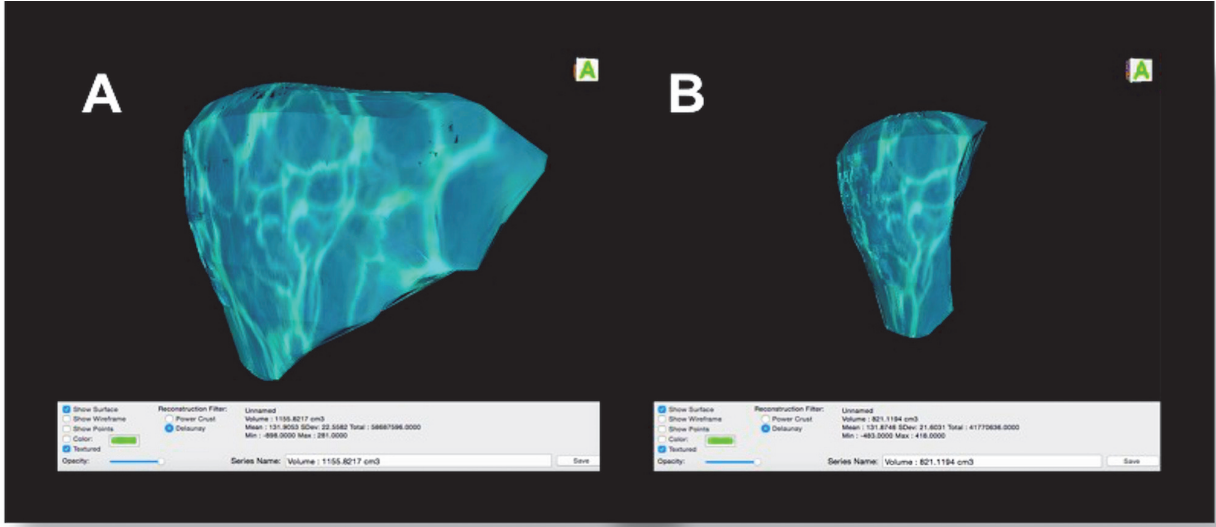 A
A
Show Surface
Show Wireframe
Show Points
Color:
Textured
Opacity:
Reconstruction Filter:
Power Crust
Delaunay
Unnamed
Volume : 1155.8217 cm3
Mean : 131.9053 SDev: 22.5582 Total : 58687596.0000
Min : -898.0000 Max : 281.0000
Series Name: Volume : 1155.8217 cm3
Save
B
A
Show Surface
Show Wireframe
Show Points
Color:
Textured
Opacity:
Reconstruction Filter:
Power Crust
Delaunay
Unnamed
Volume : 821.1194 cm3
Mean : 131.8748 SDev: 21.6031 Total : 41770636.0000
Min : -483.0000 Max : 418.0000
Series Name: Volume : 821.1194 cm3
Save